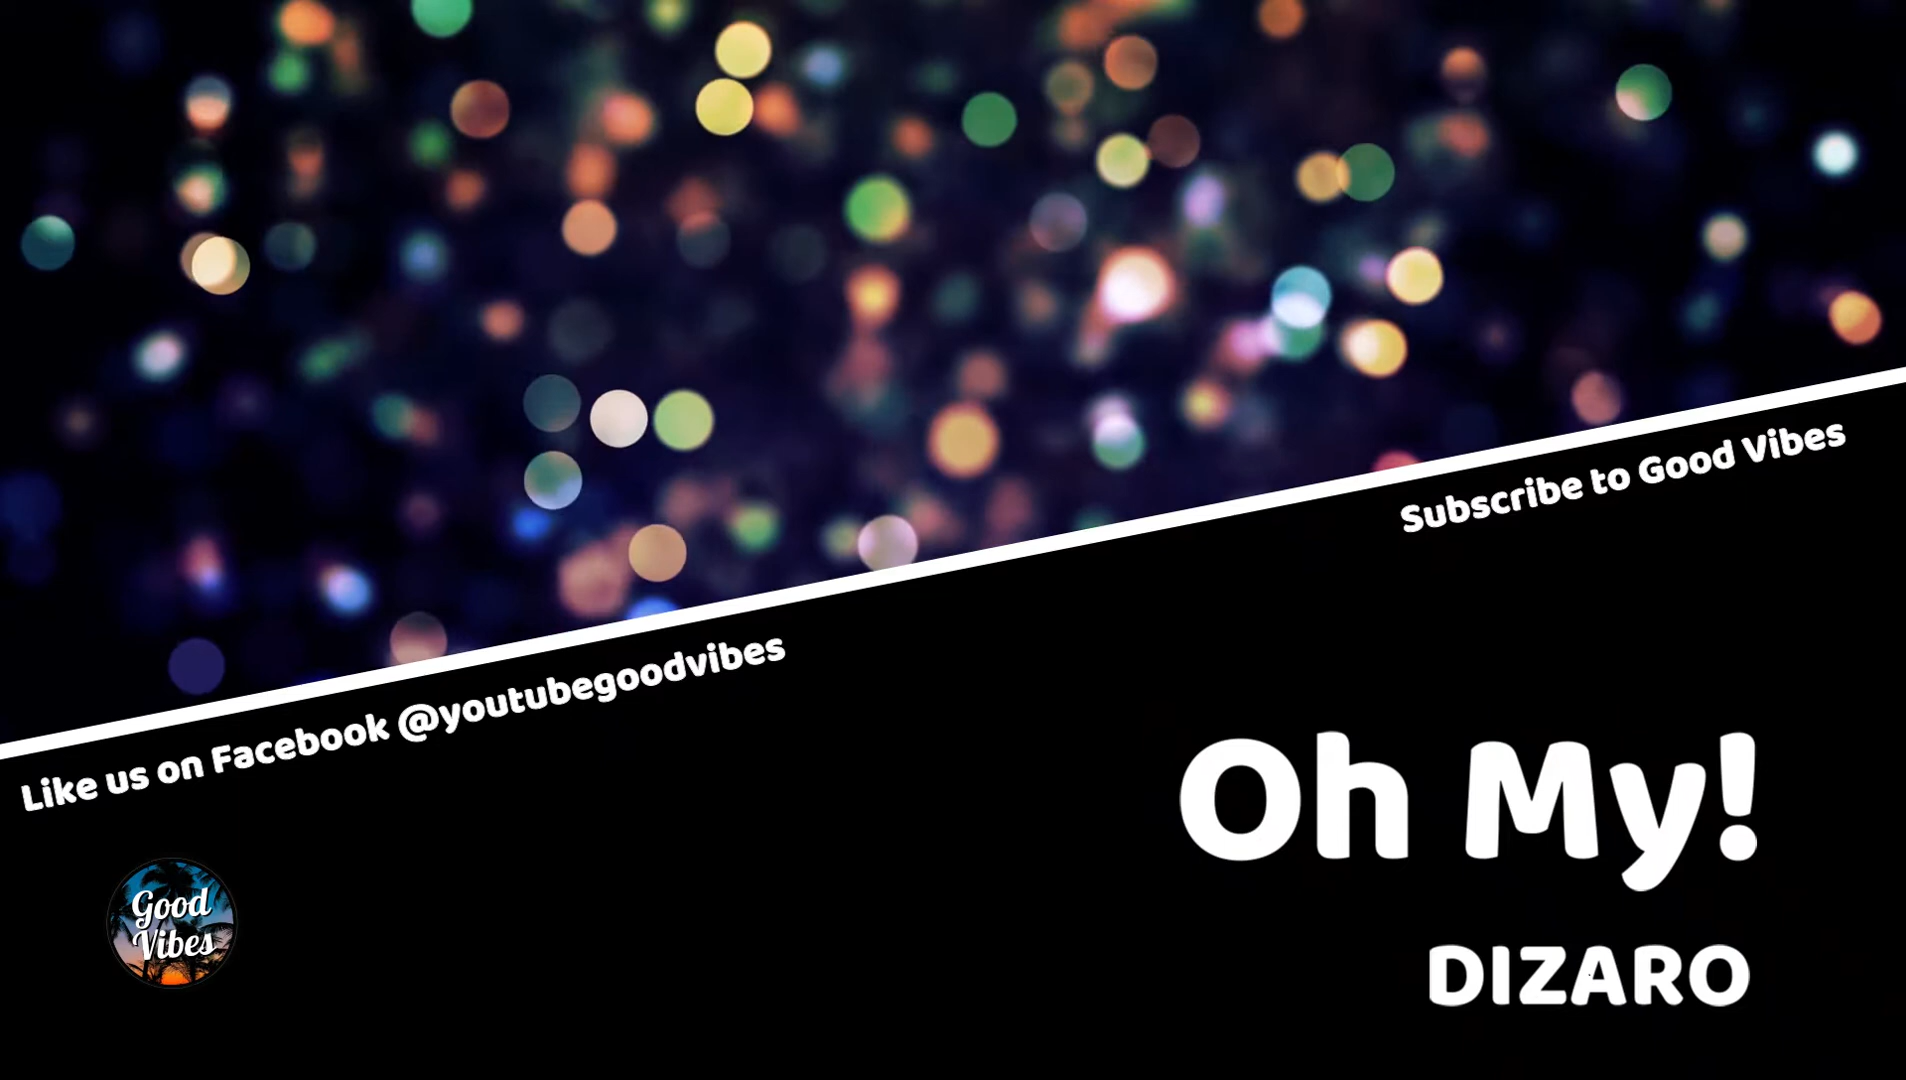 Subscribe to Good Vibes
Like us on Facebook @youtubegoodvibes
Oh My!
Good
Vibes
DIZARO